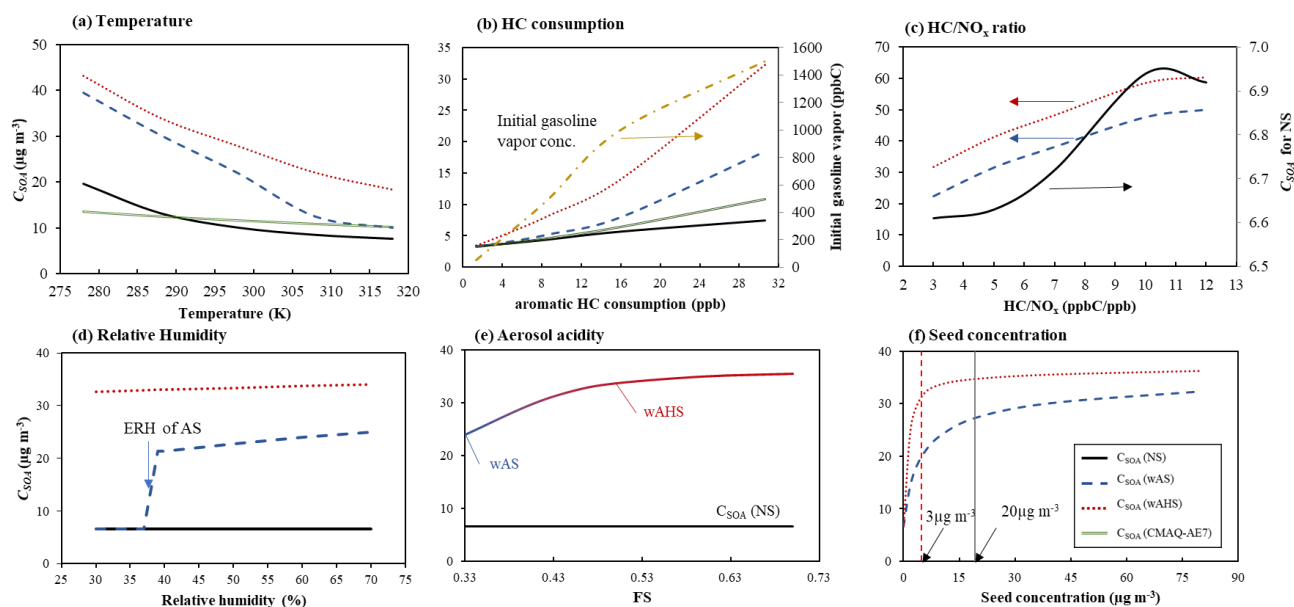 (a) Temperature
50
40
30
20
10
0
C_SOA (µg m⁻³)
275 280 285 290 295 300 305 310 315 320
Temperature (K)
(b) HC consumption
35
30
25
20
15
10
5
0
1600
1400
1200
1000
800
600
400
200
0
Initial gasoline
vapor conc.
Initial gasoline vapor (ppbC)
0 4 8 12 16 20 24 28 32
aromatic HC consumption (ppb)
(c) HC/NOₓ ratio
70
60
50
40
30
20
10
0
7.0
6.9
6.8
6.7
6.6
6.5
C_SOA for NS
2 3 4 5 6 7 8 9 10 11 12 13
HC/NOₓ (ppbC/ppb)
(d) Relative Humidity
40
30
20
10
0
C_SOA (µg m⁻³)
ERH of AS
25 30 35 40 45 50 55 60 65 70 75
Relative humidity (%)
(e) Aerosol acidity
40
30
20
10
0
wAHS
wAS
C_SOA (NS)
0.33 0.43 0.53 0.63 0.73
FS
(f) Seed concentration
40
30
20
10
0
C_SOA (NS)
C_SOA (wAS)
C_SOA (wAHS)
C_SOA (CMAQ-AE7)
3µg m⁻³
20µg m⁻³
0 15 30 45 60 75 90
Seed concentration (µg m⁻³)